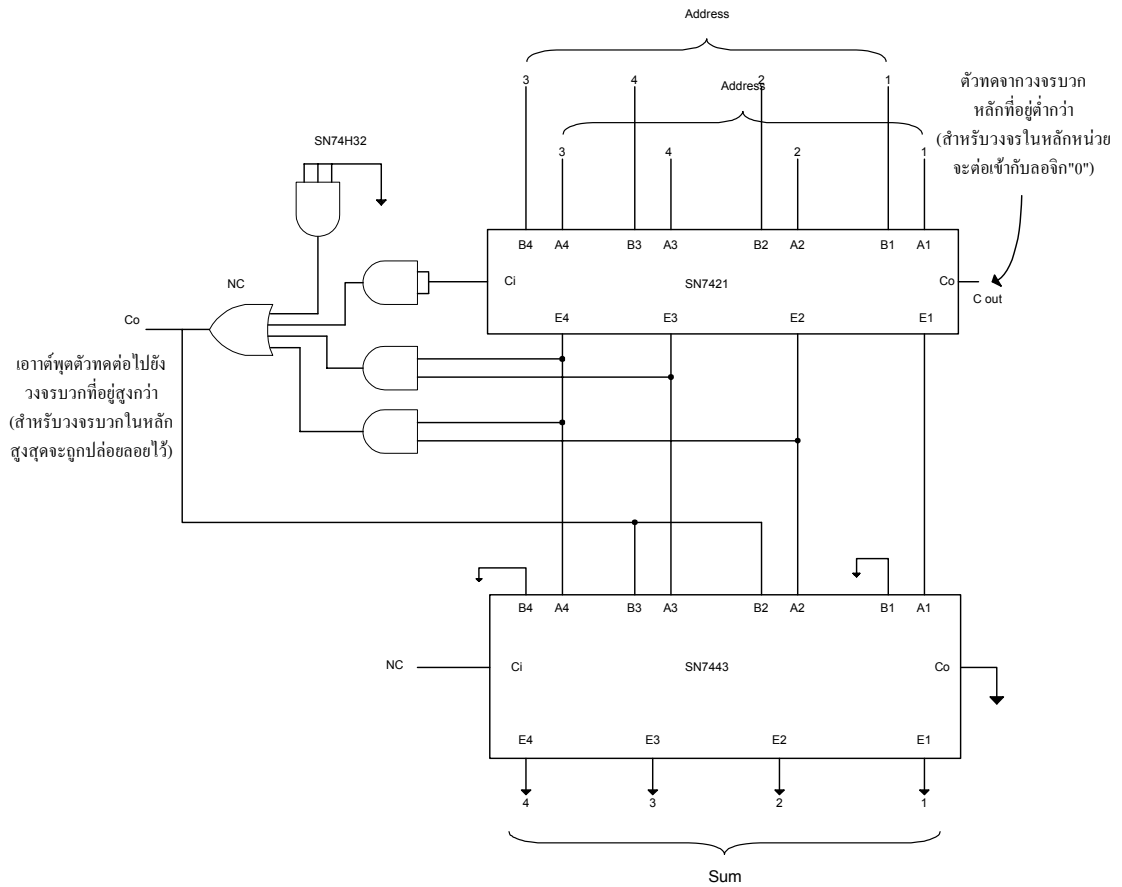 Address
3 4 2 1
Address
3 4 2 1
ตัวทดจากวงจรบวก
หลักที่อยู่ต่ำกว่า
(สำหรับวงจรในหลักหน่วย
จะต่อเข้ากับลอจิก"0")
SN74H32
B4 A4 B3 A3 B2 A2 B1 A1
NC
Ci SN7421 Co
C out
Co
E4 E3 E2 E1
เอาาต์พุตตัวทดต่อไปยัง
วงจรบวกที่อยู่สูงกว่า
(สำหรับวงจรบวกในหลัก
สูงสุดจะถูกปล่อยลอยไว้)
B4 A4 B3 A3 B2 A2 B1 A1
NC Ci SN7443 Co
E4 E3 E2 E1
4 3 2 1
Sum